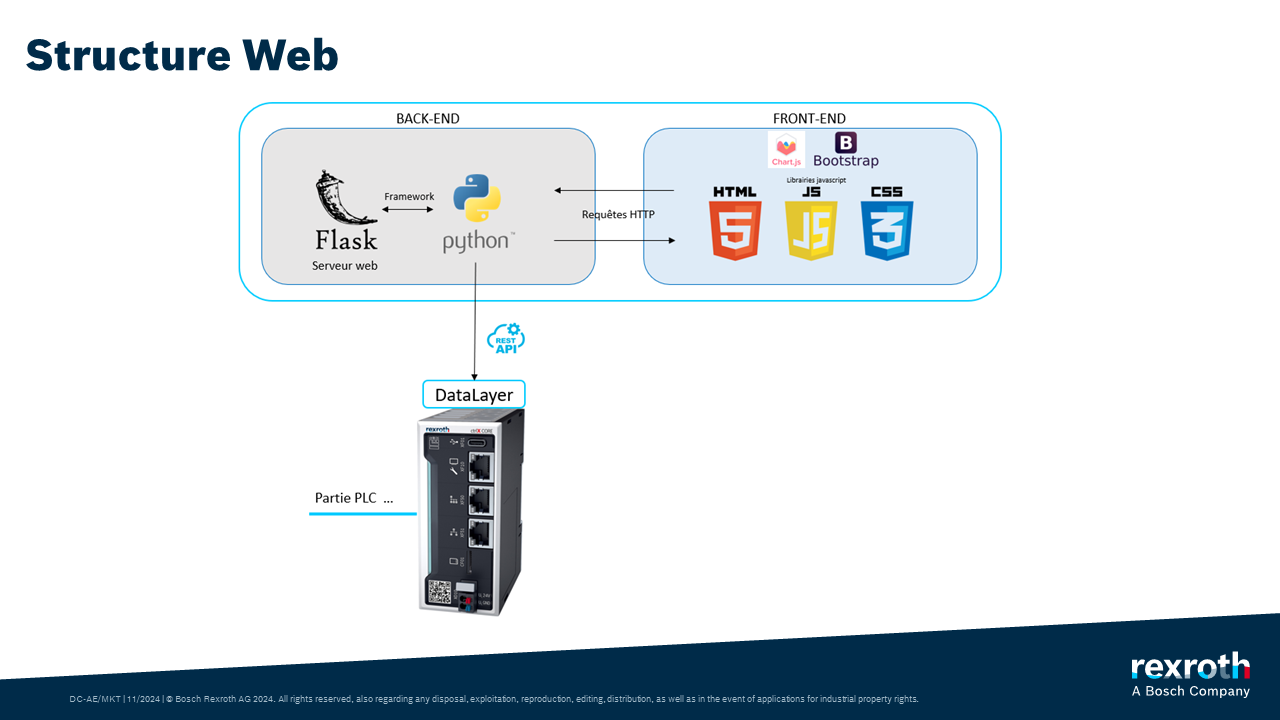 Structure Web
BACK-END
FRONT-END
Chart.js
B
Bootstrap
Librairies javascript
HTML
JS
CSS
5
JS
3
Framework
Requêtes HTTP
Flask
python™
Serveur web
REST
API
DataLayer
rexroth
ctrlX CORE
Partie PLC ...
rexroth
A Bosch Company
DC-AE/MKT | 11/2024 | © Bosch Rexroth AG 2024. All rights reserved, also regarding any disposal, exploitation, reproduction, editing, distribution, as well as in the event of applications for industrial property rights.